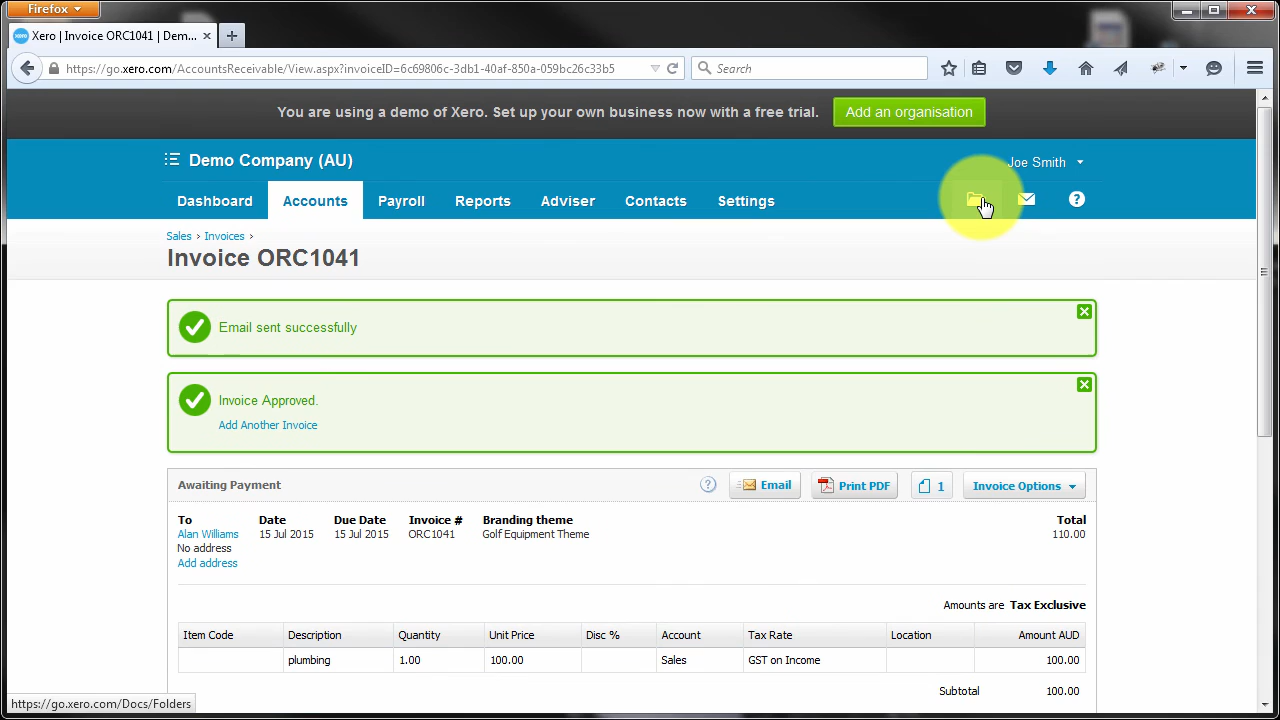 Firefox
xero Xero | Invoice ORC1041 | Dem...
https://go.xero.com/AccountsReceivable/View.aspx?invoiceID=6c69806c-3db1-40af-850a-059bc26c33b5 Search
You are using a demo of Xero. Set up your own business now with a free trial. Add an organisation
Demo Company (AU) Joe Smith
Dashboard Accounts Payroll Reports Adviser Contacts Settings ?
Sales › Invoices ›
Invoice ORC1041
Email sent successfully
Invoice Approved.
Add Another Invoice
Awaiting Payment ? Email Print PDF 1 Invoice Options
To Date Due Date Invoice # Branding theme Total
Alan Williams 15 Jul 2015 15 Jul 2015 ORC1041 Golf Equipment Theme 110.00
No address
Add address
Amounts are Tax Exclusive
Item Code Description Quantity Unit Price Disc % Account Tax Rate Location Amount AUD
plumbing 1.00 100.00 Sales GST on Income 100.00
Subtotal 100.00
https://go.xero.com/Docs/Folders